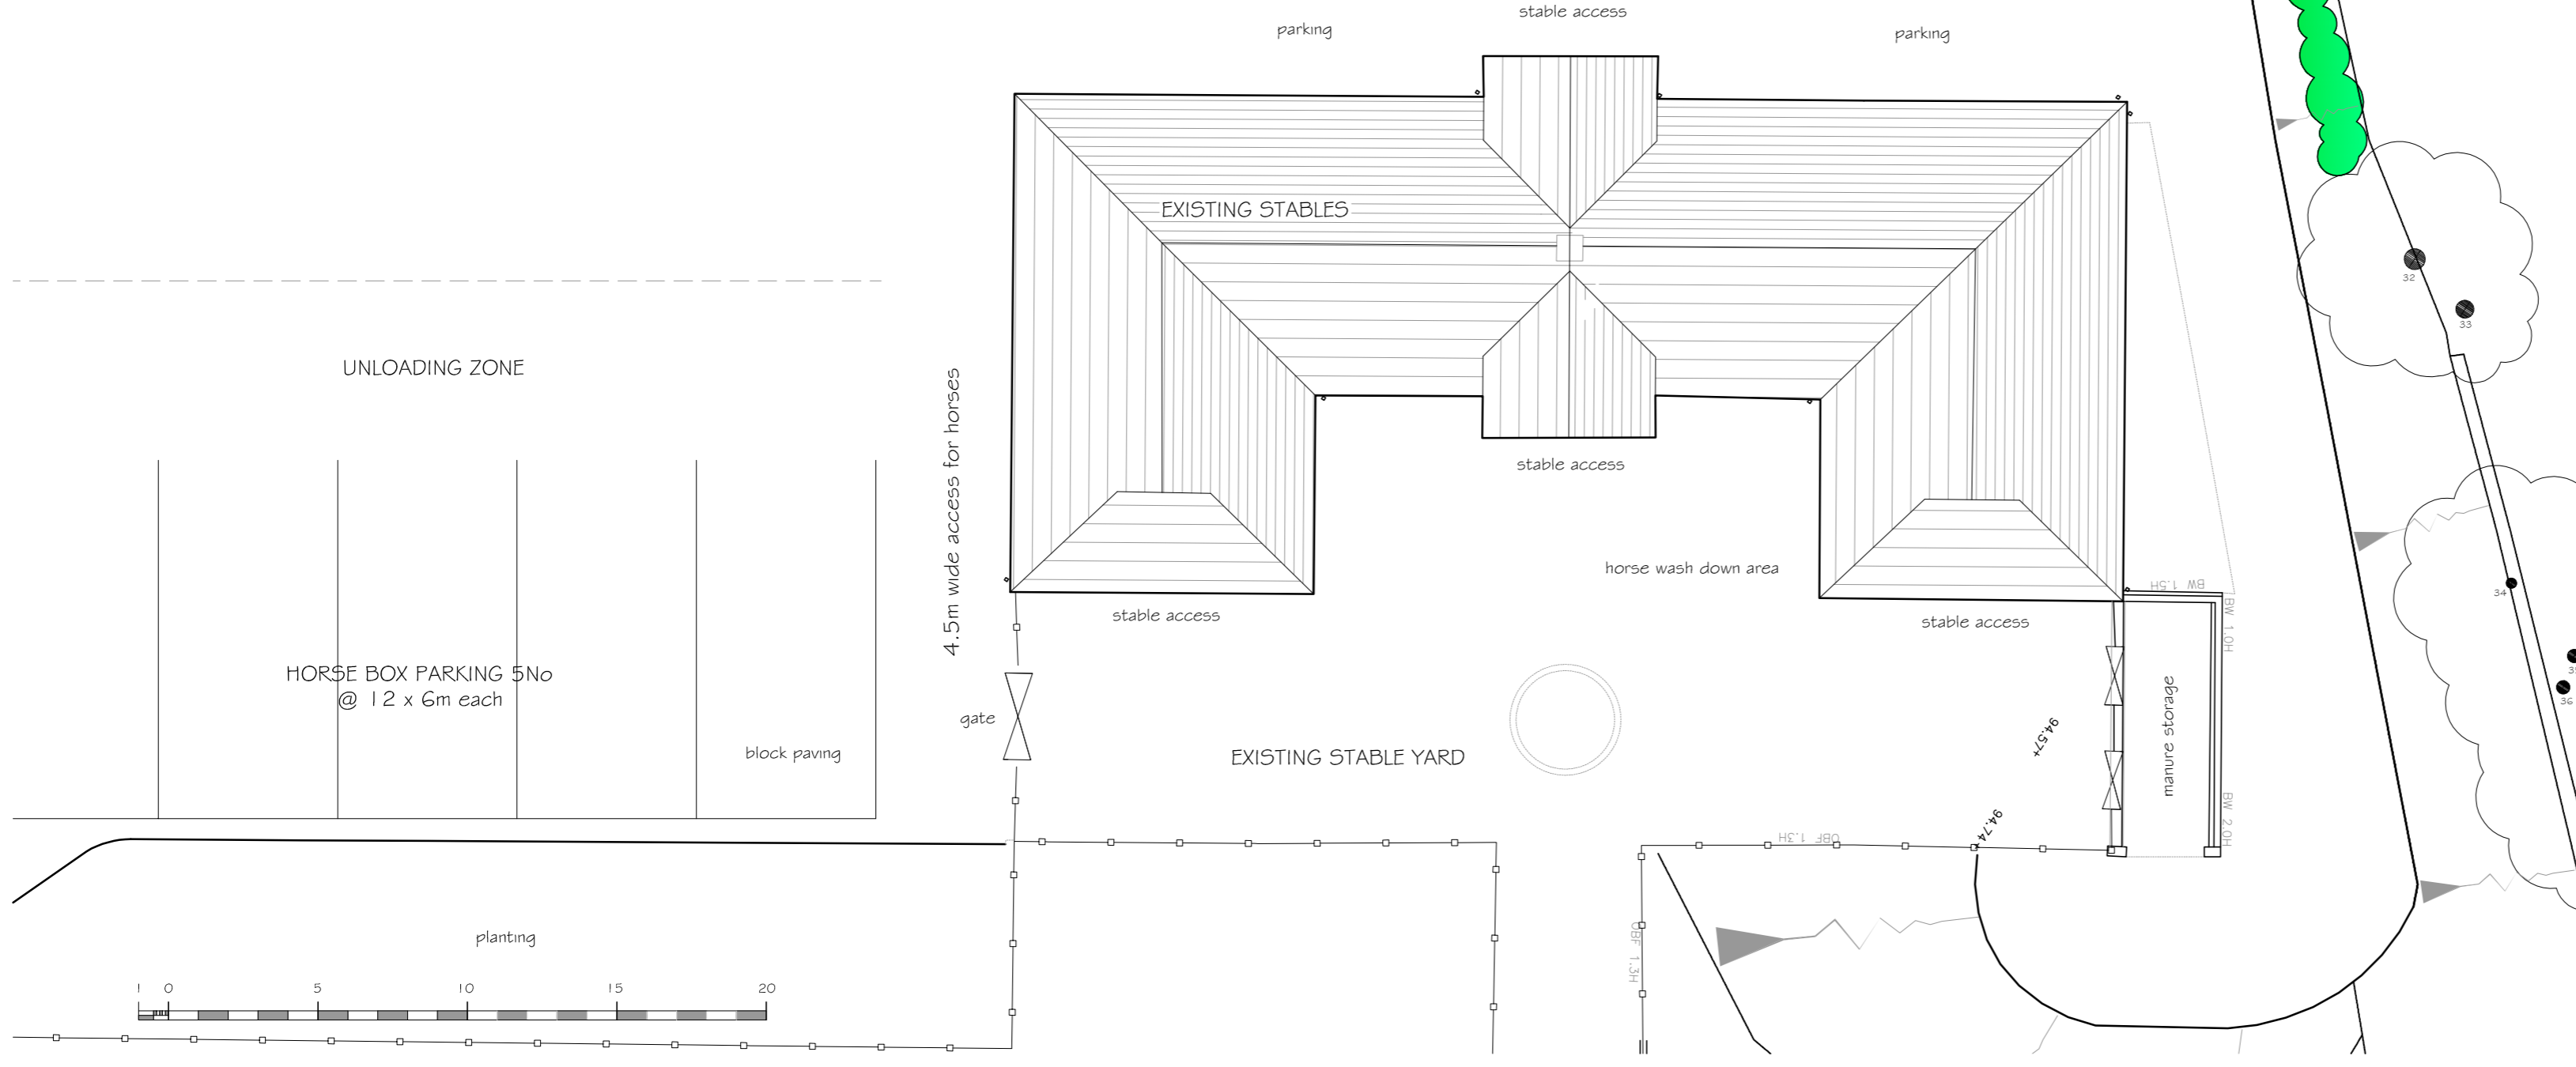 stable access
parking
parking
EXISTING STABLES
32
33
UNLOADING ZONE
4.5m wide access for horses
stable access
horse wash down area
BW 1.5H
34
BW 1.0H
stable access
stable access
HORSE BOX PARKING 5No
@ 12 x 6m each
36
manure storage
gate
94.57+
block paving
EXISTING STABLE YARD
BW 2.0H
94.74+
OBF 1.3H
planting
OBF 1.3H
1 0 5 10 15 20